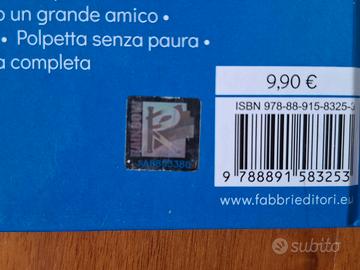 o un grande amico •
• Polpetta senza paura •
a completa
9,90 €
ISBN 978-88-915-8325-3
RAINBOW
9 788891 583253
www.fabbrieditori.eu
subito